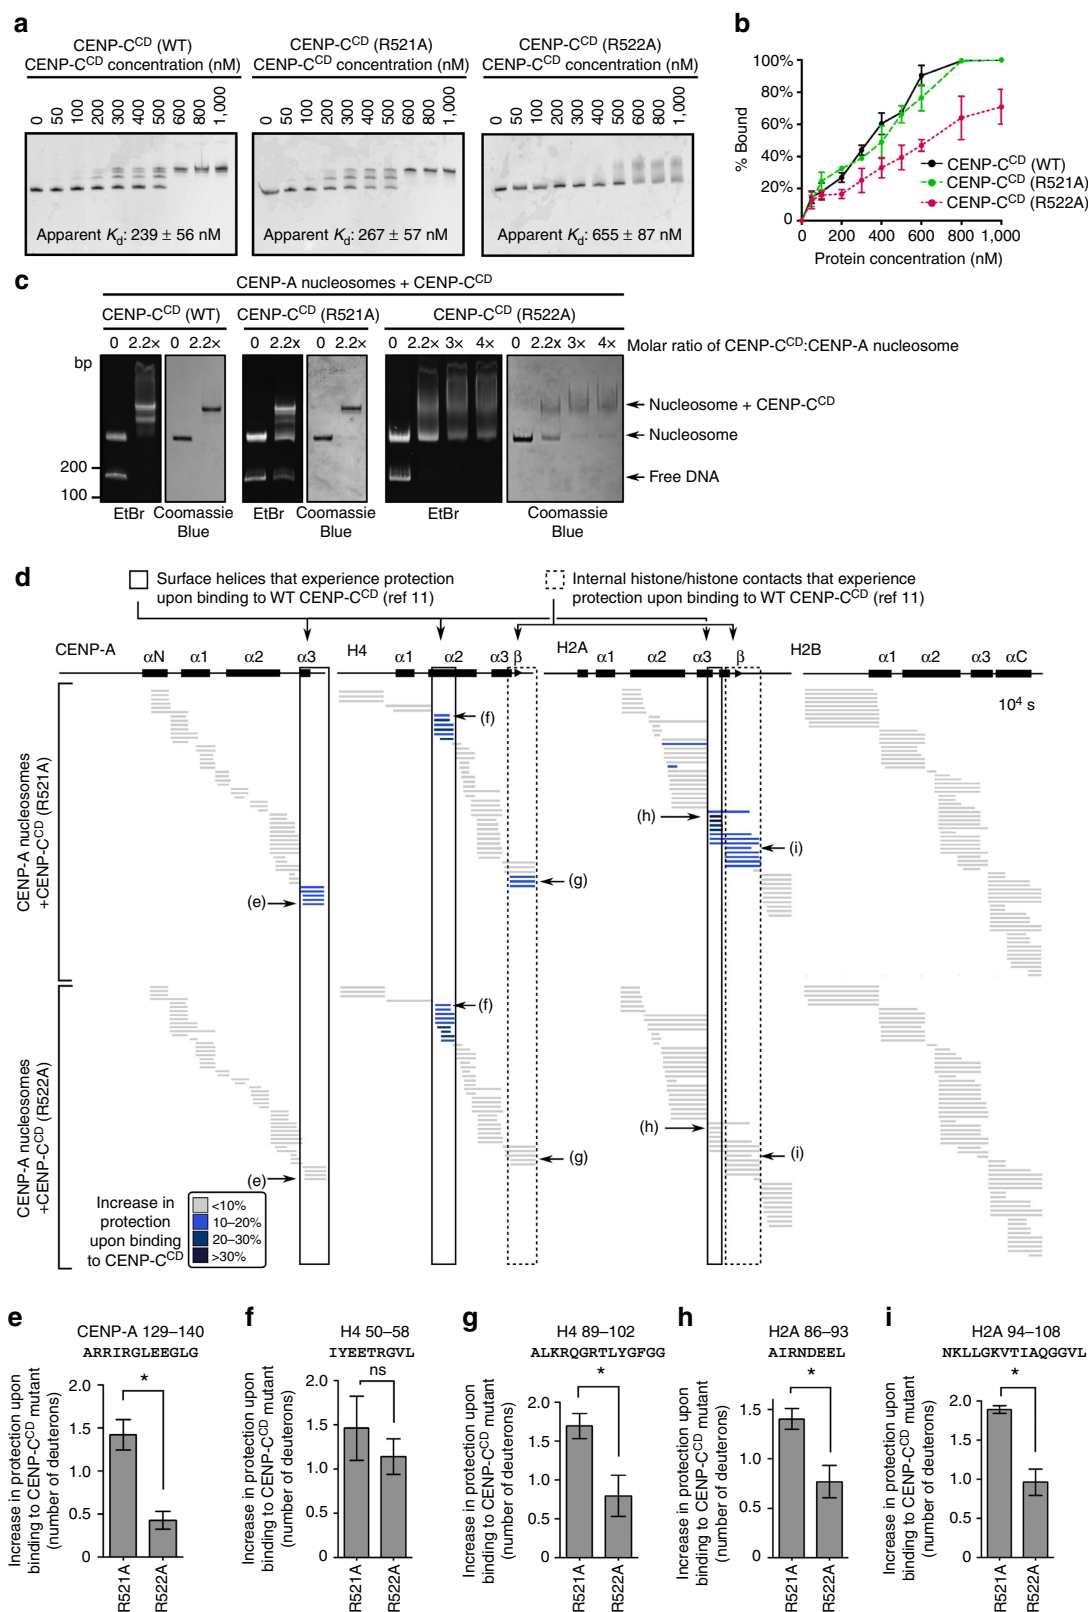 a
CENP-C^CD (WT)
CENP-C^CD concentration (nM)
0 50 100 200 300 400 500 600 800 1,000
Apparent Kd: 239 ± 56 nM
CENP-C^CD (R521A)
CENP-C^CD concentration (nM)
0 50 100 200 300 400 500 600 800 1,000
Apparent Kd: 267 ± 57 nM
CENP-C^CD (R522A)
CENP-C^CD concentration (nM)
0 50 100 200 300 400 500 600 800 1,000
Apparent Kd: 655 ± 87 nM
b
% Bound
100%
80%
60%
40%
20%
0
0 200 400 600 800 1,000
Protein concentration (nM)
CENP-C^CD (WT)
CENP-C^CD (R521A)
CENP-C^CD (R522A)
c
CENP-A nucleosomes + CENP-C^CD
CENP-C^CD (WT) CENP-C^CD (R521A) CENP-C^CD (R522A)
0 2.2× 0 2.2× 0 2.2× 0 2.2× 0 2.2× 3× 4× 0 2.2× 3× 4× Molar ratio of CENP-C^CD:CENP-A nucleosome
bp
200
100
Nucleosome + CENP-C^CD
Nucleosome
Free DNA
EtBr Coomassie Blue
EtBr Coomassie Blue
EtBr Coomassie Blue
d
Surface helices that experience protection
upon binding to WT CENP-C^CD (ref 11)
Internal histone/histone contacts that experience
protection upon binding to WT CENP-C^CD (ref 11)
CENP-A αN α1 α2 α3
H4 α1 α2 α3 β
H2A α1 α2 α3 β
H2B α1 α2 α3 αC
10^4 s
CENP-A nucleosomes
+CENP-C^CD (R521A)
(e)
(f)
(g)
(h)
(i)
CENP-A nucleosomes
+CENP-C^CD (R522A)
(e)
(f)
(g)
(h)
(i)
Increase in
protection
upon binding
to CENP-C^CD
<10%
10–20%
20–30%
>30%
e
CENP-A 129–140
ARRIRGLEEGLG
Increase in protection upon
binding to CENP-C^CD mutant
(number of deuterons)
2.0
1.5
1.0
0.5
0
*
R521A
R522A
f
H4 50–58
IYEETRGVL
Increase in protection upon
binding to CENP-C^CD mutant
(number of deuterons)
2.0
1.5
1.0
0.5
0
ns
R521A
R522A
g
H4 89–102
ALKRQGRTLYGFGG
Increase in protection upon
binding to CENP-C^CD mutant
(number of deuterons)
2.0
1.5
1.0
0.5
0
*
R521A
R522A
h
H2A 86–93
AIRNDEEL
Increase in protection upon
binding to CENP-C^CD mutant
(number of deuterons)
1.5
1.0
0.5
0
*
R521A
R522A
i
H2A 94–108
NKLLGKVTIAQGGVL
Increase in protection upon
binding to CENP-C^CD mutant
(number of deuterons)
2.0
1.5
1.0
0.5
0
*
R521A
R522A